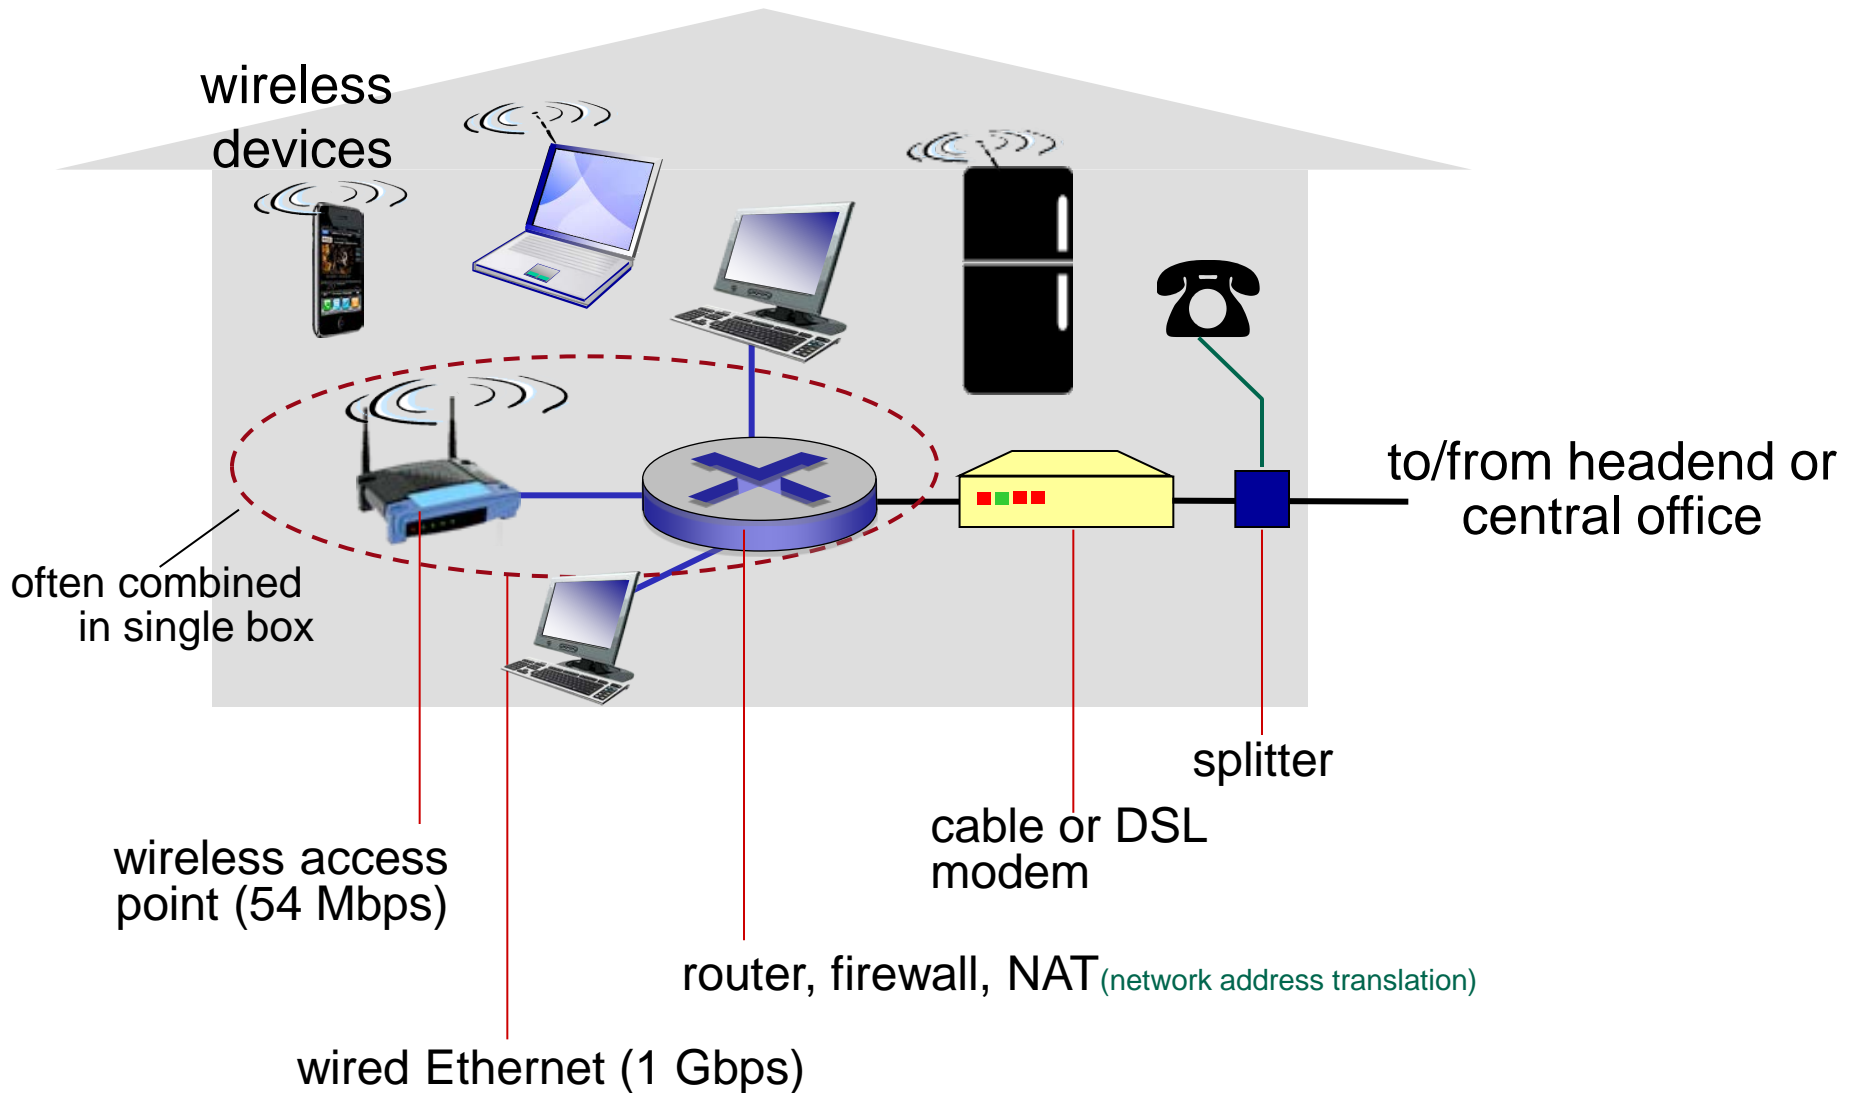 wireless
devices
to/from headend or
central office
often combined
in single box
splitter
cable or DSL
modem
wireless access
point (54 Mbps)
router, firewall, NAT(network address translation)
wired Ethernet (1 Gbps)